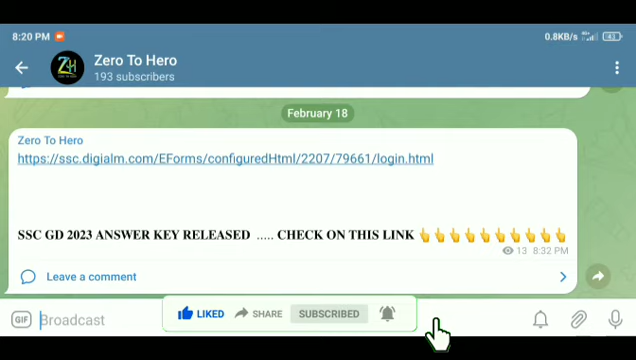 8:20 PM
0.8KB/s
Zero To Hero
193 subscribers
February 18
Zero To Hero
https://ssc.digialm.com/EForms/configuredHtml/2207/79661/login.html
SSC GD 2023 ANSWER KEY RELEASED ..... CHECK ON THIS LINK 👆👆👆👆👆👆👆👆👆👆
13 8:32 PM
Leave a comment
GIF Broadcast
LIKED SHARE SUBSCRIBED